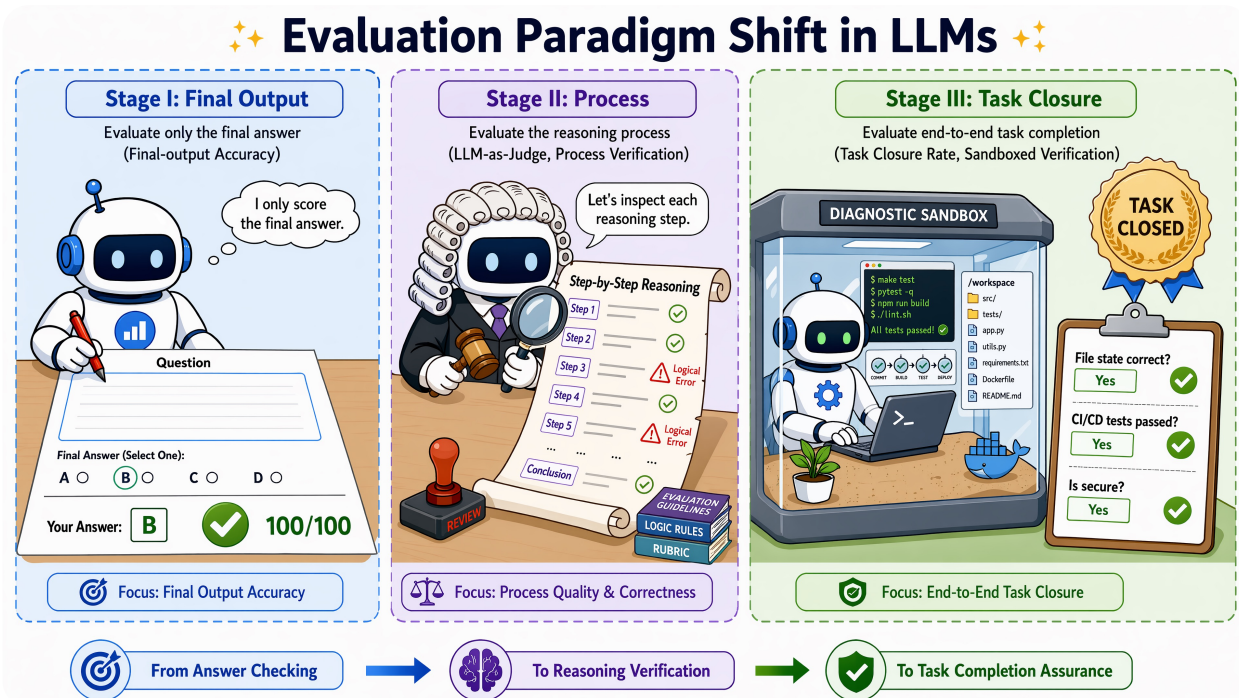 Evaluation Paradigm Shift in LLMs
Stage I: Final Output
Evaluate only the final answer
(Final-output Accuracy)
I only score
the final answer.
Question
Final Answer (Select One):
A B C D
Your Answer: B 100/100
Focus: Final Output Accuracy
Stage II: Process
Evaluate the reasoning process
(LLM-as-Judge, Process Verification)
Let's inspect each
reasoning step.
Step-by-Step Reasoning
Step 1
Step 2
Step 3 Logical
Error
Step 4
Step 5 Logical
Error
... ... ... ...
Conclusion
REVIEW
EVALUATION
GUIDELINES
LOGIC RULES
RUBRIC
Focus: Process Quality & Correctness
Stage III: Task Closure
Evaluate end-to-end task completion
(Task Closure Rate, Sandboxed Verification)
DIAGNOSTIC SANDBOX
$ make test
$ pytest -q
$ npm run build
$ ./lint.sh
All tests passed!
COMMIT BUILD TEST DEPLOY
/workspace
src/
tests/
app.py
utils.py
requirements.txt
Dockerfile
README.md
>_
TASK
CLOSED
File state correct?
Yes
CI/CD tests passed?
Yes
Is secure?
Yes
Focus: End-to-End Task Closure
From Answer Checking
To Reasoning Verification
To Task Completion Assurance